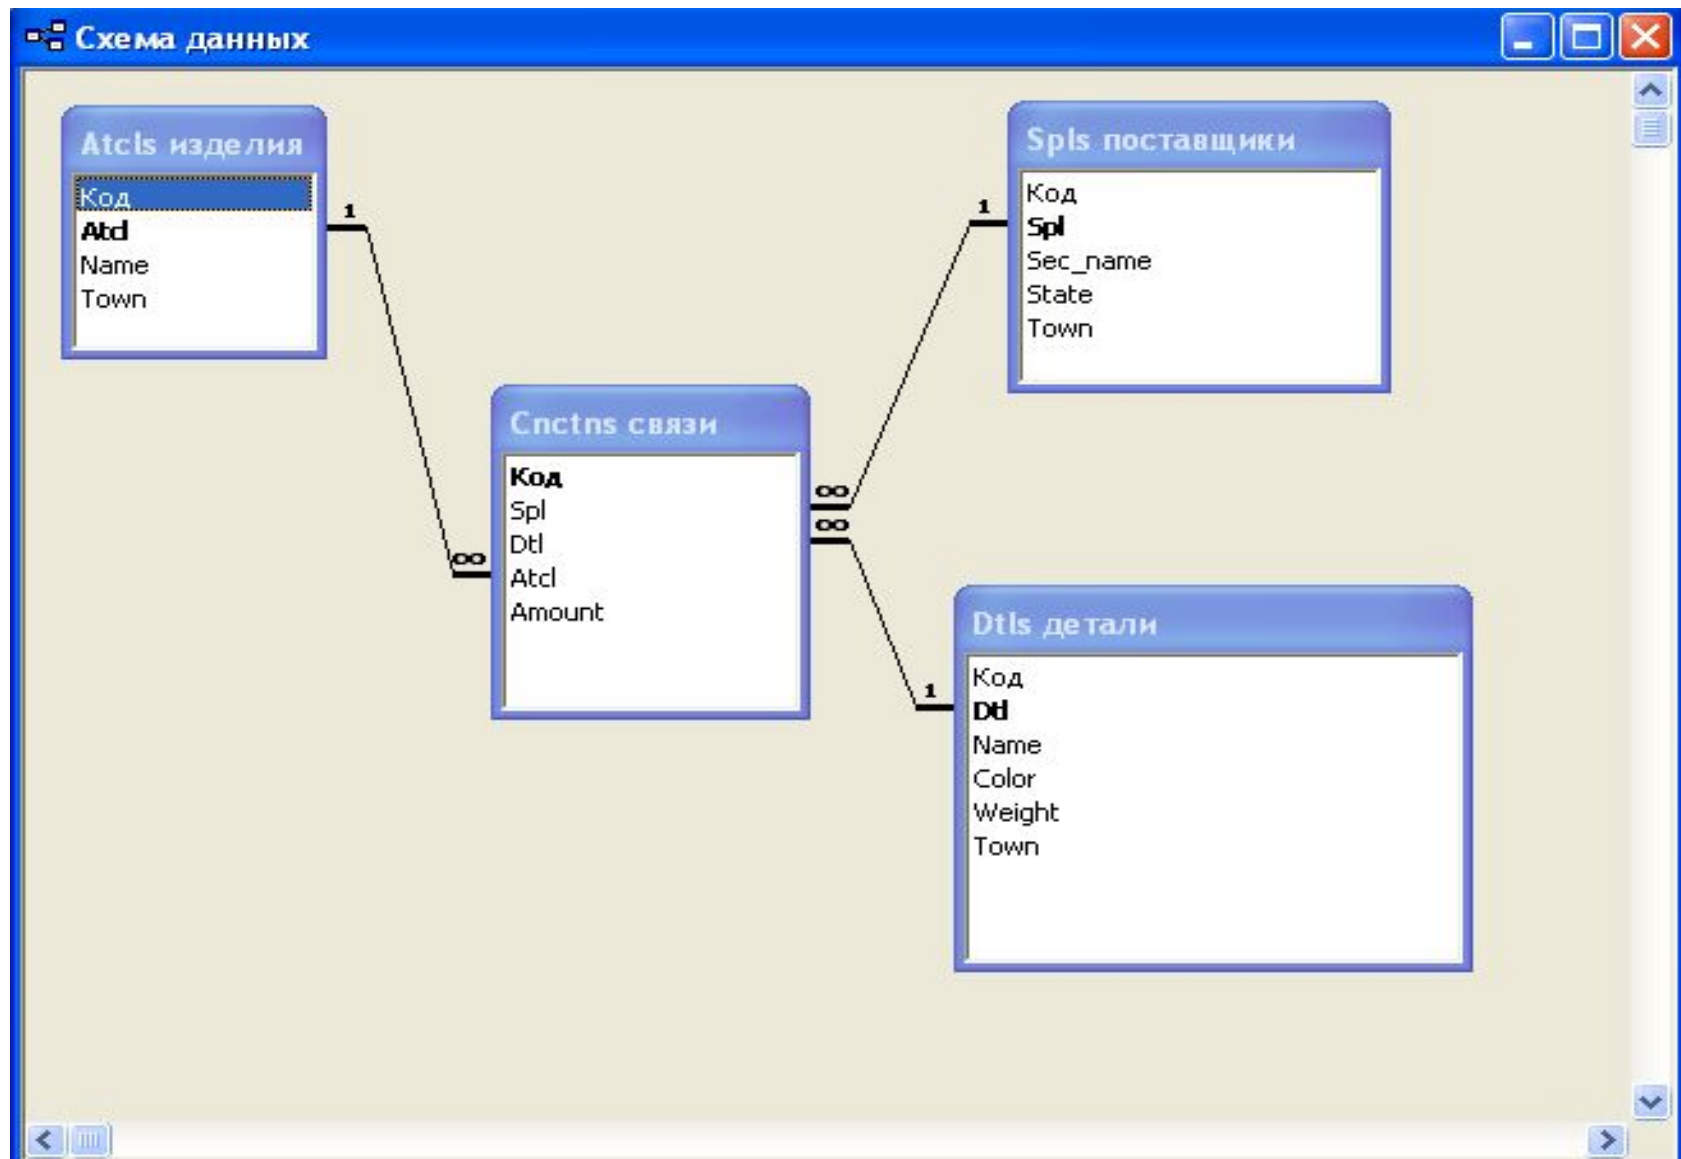 Схема данных
Atcls изделия
Код
Atcl
Name
Town
1
Spls поставщики
Код
Spl
Sec_name
State
Town
1
Cnctns связи
Код
Spl
Dtl
Atcl
Amount
∞
∞
∞
Dtls детали
Код
Dtl
Name
Color
Weight
Town
1